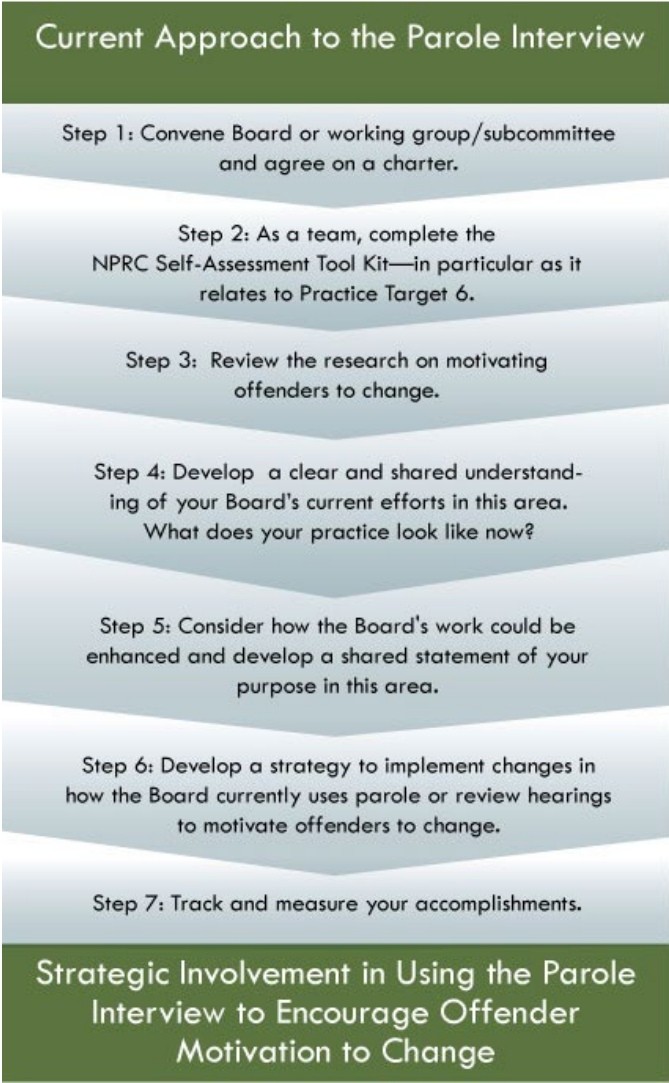 Current Approach to the Parole Interview
Step 1: Convene Board or working group/subcommittee
and agree on a charter.
Step 2: As a team, complete the
NPRC Self-Assessment Tool Kit—in particular as it
relates to Practice Target 6.
Step 3:  Review the research on motivating
offenders to change.
Step 4: Develop  a clear and shared understand-
ing of your Board's current efforts in this area.
What does your practice look like now?
Step 5: Consider how the Board's work could be
enhanced and develop a shared statement of your
purpose in this area.
Step 6: Develop a strategy to implement changes in
how the Board currently uses parole or review hearings
to motivate offenders to change.
Step 7: Track and measure your accomplishments.
Strategic Involvement in Using the Parole
Interview to Encourage Offender
Motivation to Change